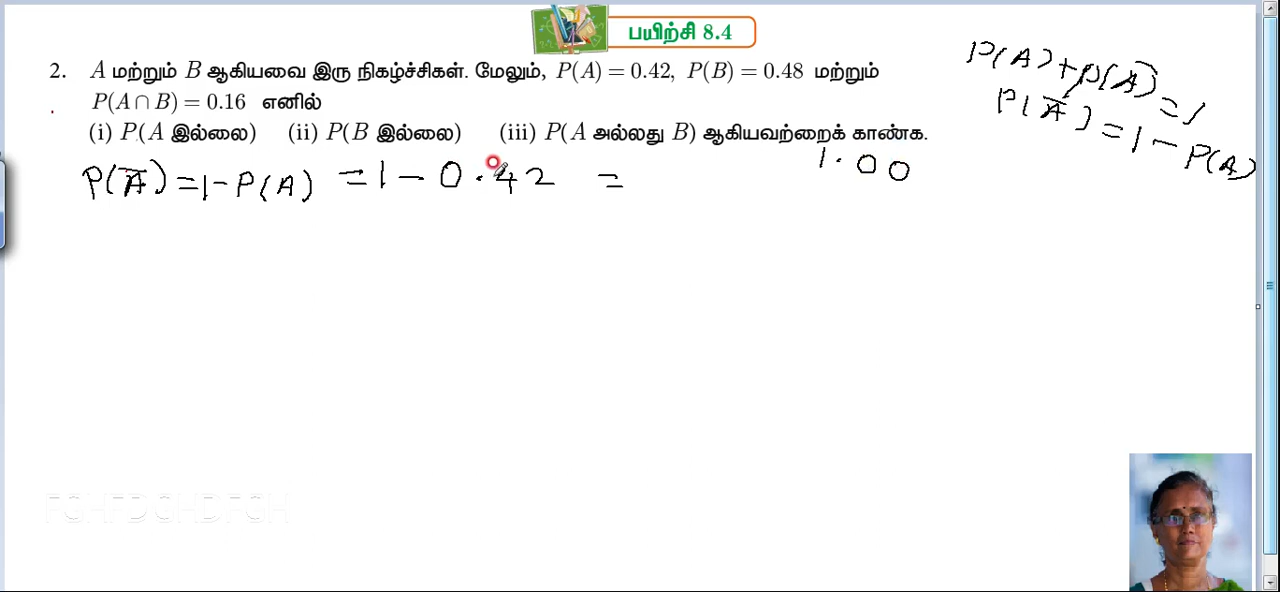 பயிற்சி 8.4
2. A மற்றும் B ஆகியவை இரு நிகழ்ச்சிகள். மேலும், P(A) = 0.42, P(B) = 0.48 மற்றும்
P(A ∩ B) = 0.16 எனில்
(i) P(A இல்லை) (ii) P(B இல்லை) (iii) P(A அல்லது B) ஆகியவற்றைக் காண்க.
P(A) + P(A̅) = 1
P(A̅) = 1 - P(A)
1.00
P(A̅) = 1 - P(A) = 1 - 0.42 =